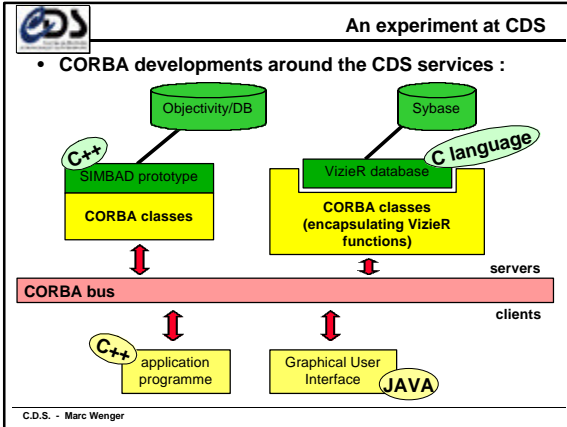 CDS
An experiment at CDS
• CORBA developments around the CDS services :
Objectivity/DB
Sybase
C++
C language
SIMBAD prototype
VizieR database
CORBA classes
CORBA classes
(encapsulating VizieR
functions)
servers
CORBA bus
clients
C++
application
programme
Graphical User
Interface
JAVA
C.D.S. - Marc Wenger